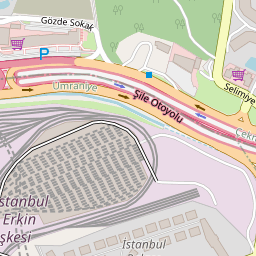 Gözde Sokak
P
Ümraniye
Şile Otoyolu
Selimiye
Çekm
İstanbul
Erkin
şkesi
İstanbul